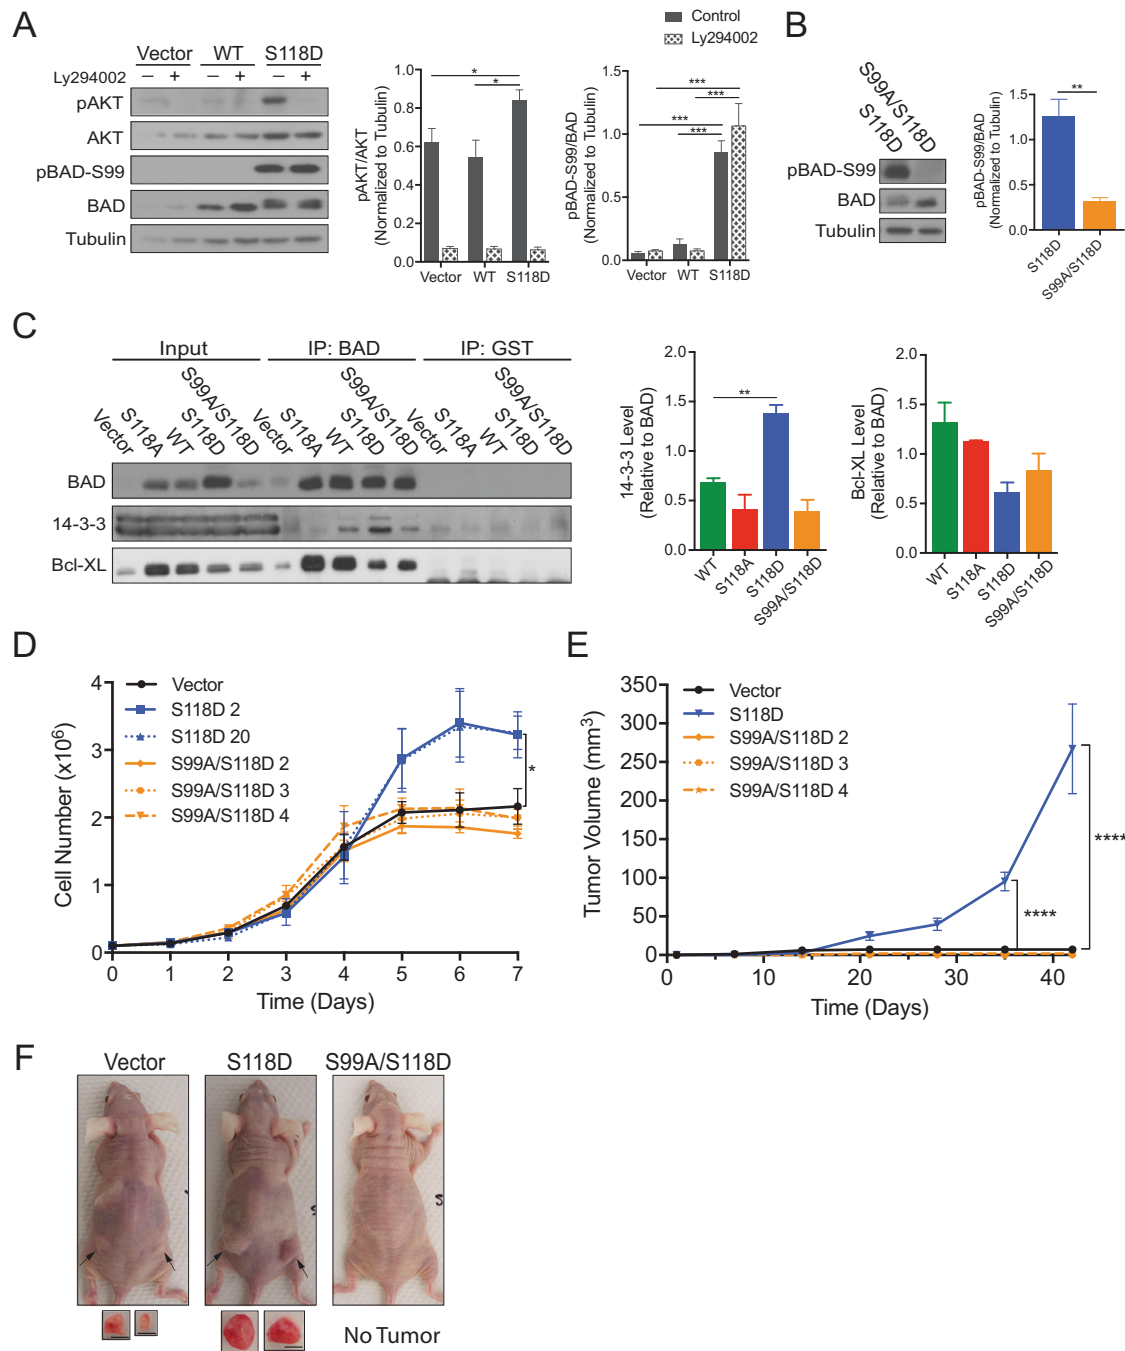 A
Vector WT S118D
Ly294002 – + – + – +
pAKT
AKT
pBAD-S99
BAD
Tubulin
pAKT/AKT
(Normalized to Tubulin)
1.0
0.8
0.6
0.4
0.2
0.0
* *
Vector WT S118D
Control
Ly294002
pBAD-S99/BAD
(Normalized to Tubulin)
1.5
1.0
0.5
0.0
*** *** *** ***
Vector WT S118D
B
S118D S99A/S118D
pBAD-S99
BAD
Tubulin
pBAD-S99/BAD
(Normalized to Tubulin)
1.5
1.0
0.5
0.0
**
S118D S99A/S118D
C
Input IP: BAD IP: GST
Vector S118A WT S118D S99A/S118D Vector S118A WT S118D S99A/S118D Vector S118A WT S118D S99A/S118D
BAD
14-3-3
Bcl-XL
14-3-3 Level
(Relative to BAD)
2.0
1.5
1.0
0.5
0.0
**
WT S118A S118D S99A/S118D
Bcl-XL Level
(Relative to BAD)
2.0
1.5
1.0
0.5
0.0
WT S118A S118D S99A/S118D
D
Cell Number (x10⁶)
4
3
2
1
0
Vector
S118D 2
S118D 20
S99A/S118D 2
S99A/S118D 3
S99A/S118D 4
*
0 1 2 3 4 5 6 7
Time (Days)
E
Tumor Volume (mm³)
350
300
250
200
150
100
50
0
Vector
S118D
S99A/S118D 2
S99A/S118D 3
S99A/S118D 4
****
****
0 10 20 30 40
Time (Days)
F
Vector S118D S99A/S118D
No Tumor